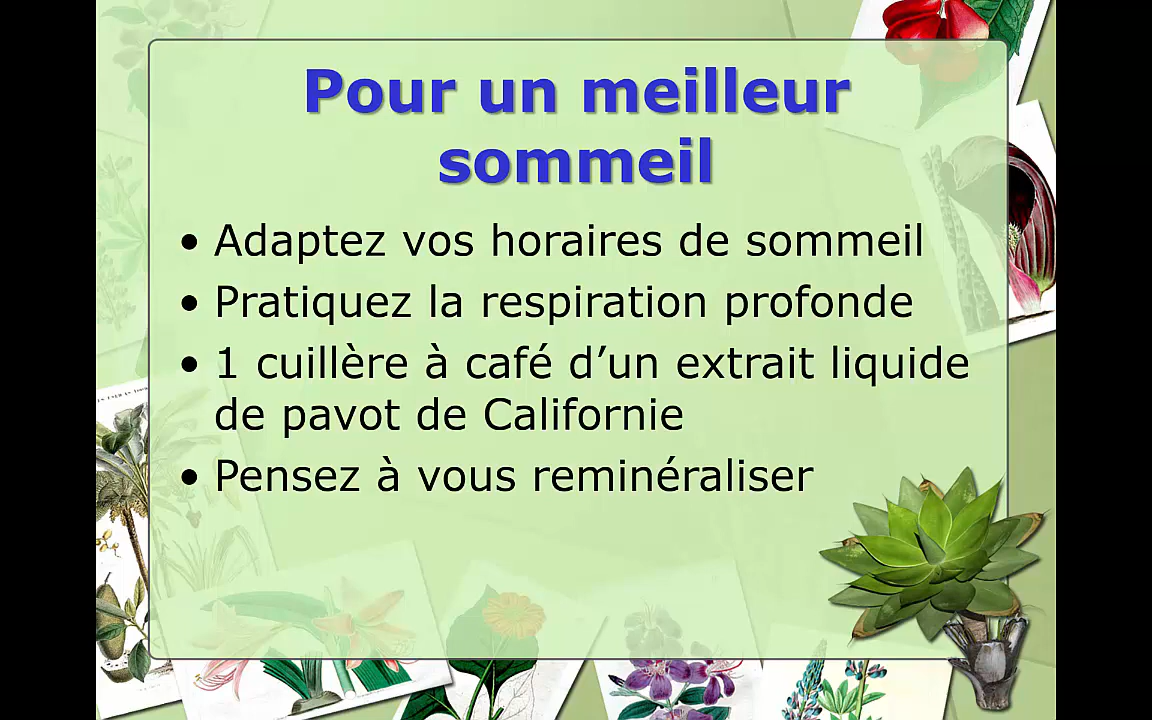 Pour un meilleur
sommeil
• Adaptez vos horaires de sommeil
• Pratiquez la respiration profonde
• 1 cuillère à café d’un extrait liquide
de pavot de Californie
• Pensez à vous reminéraliser